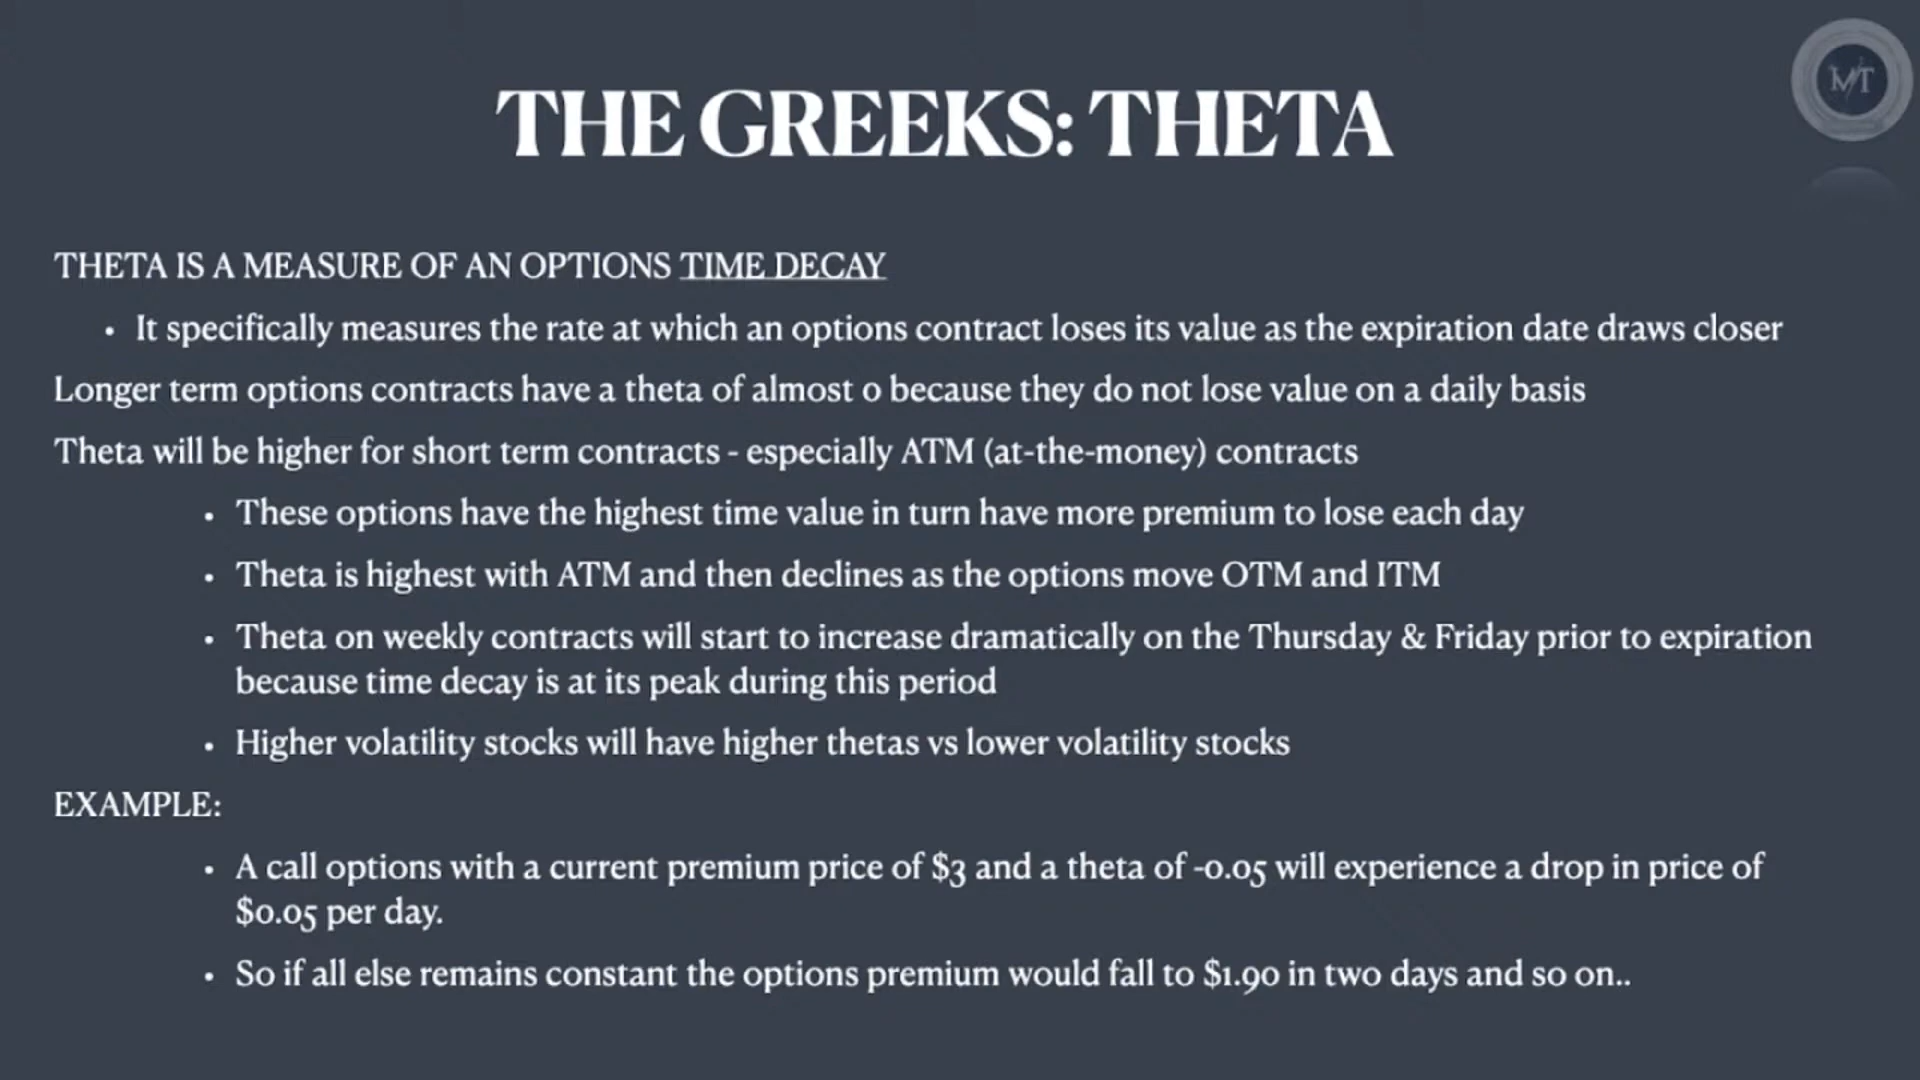 MT
THE GREEKS: THETA
THETA IS A MEASURE OF AN OPTIONS TIME DECAY
• It specifically measures the rate at which an options contract loses its value as the expiration date draws closer
Longer term options contracts have a theta of almost 0 because they do not lose value on a daily basis
Theta will be higher for short term contracts - especially ATM (at-the-money) contracts
• These options have the highest time value in turn have more premium to lose each day
• Theta is highest with ATM and then declines as the options move OTM and ITM
• Theta on weekly contracts will start to increase dramatically on the Thursday & Friday prior to expiration
because time decay is at its peak during this period
• Higher volatility stocks will have higher thetas vs lower volatility stocks
EXAMPLE:
• A call options with a current premium price of $3 and a theta of -0.05 will experience a drop in price of
$0.05 per day.
• So if all else remains constant the options premium would fall to $1.90 in two days and so on..